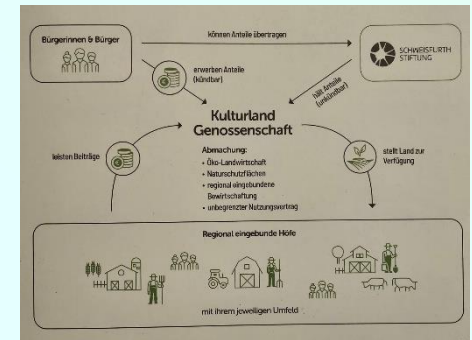 Bürgerinnen & Bürger
können Anteile übertragen
SCHWEISFURTH
STIFTUNG
erwerben Anteile
(kündbar)
hält Anteile
(unkündbar)
Kulturland
Genossenschaft
leisten Beiträge
Abmachung:
• Öko-Landwirtschaft
• Naturschutzflächen
• regional eingebundene
Bewirtschaftung
• unbegrenzter Nutzungsvertrag
stellt Land zur
Verfügung
Regional eingebunde Höfe
mit ihrem jeweiligen Umfeld